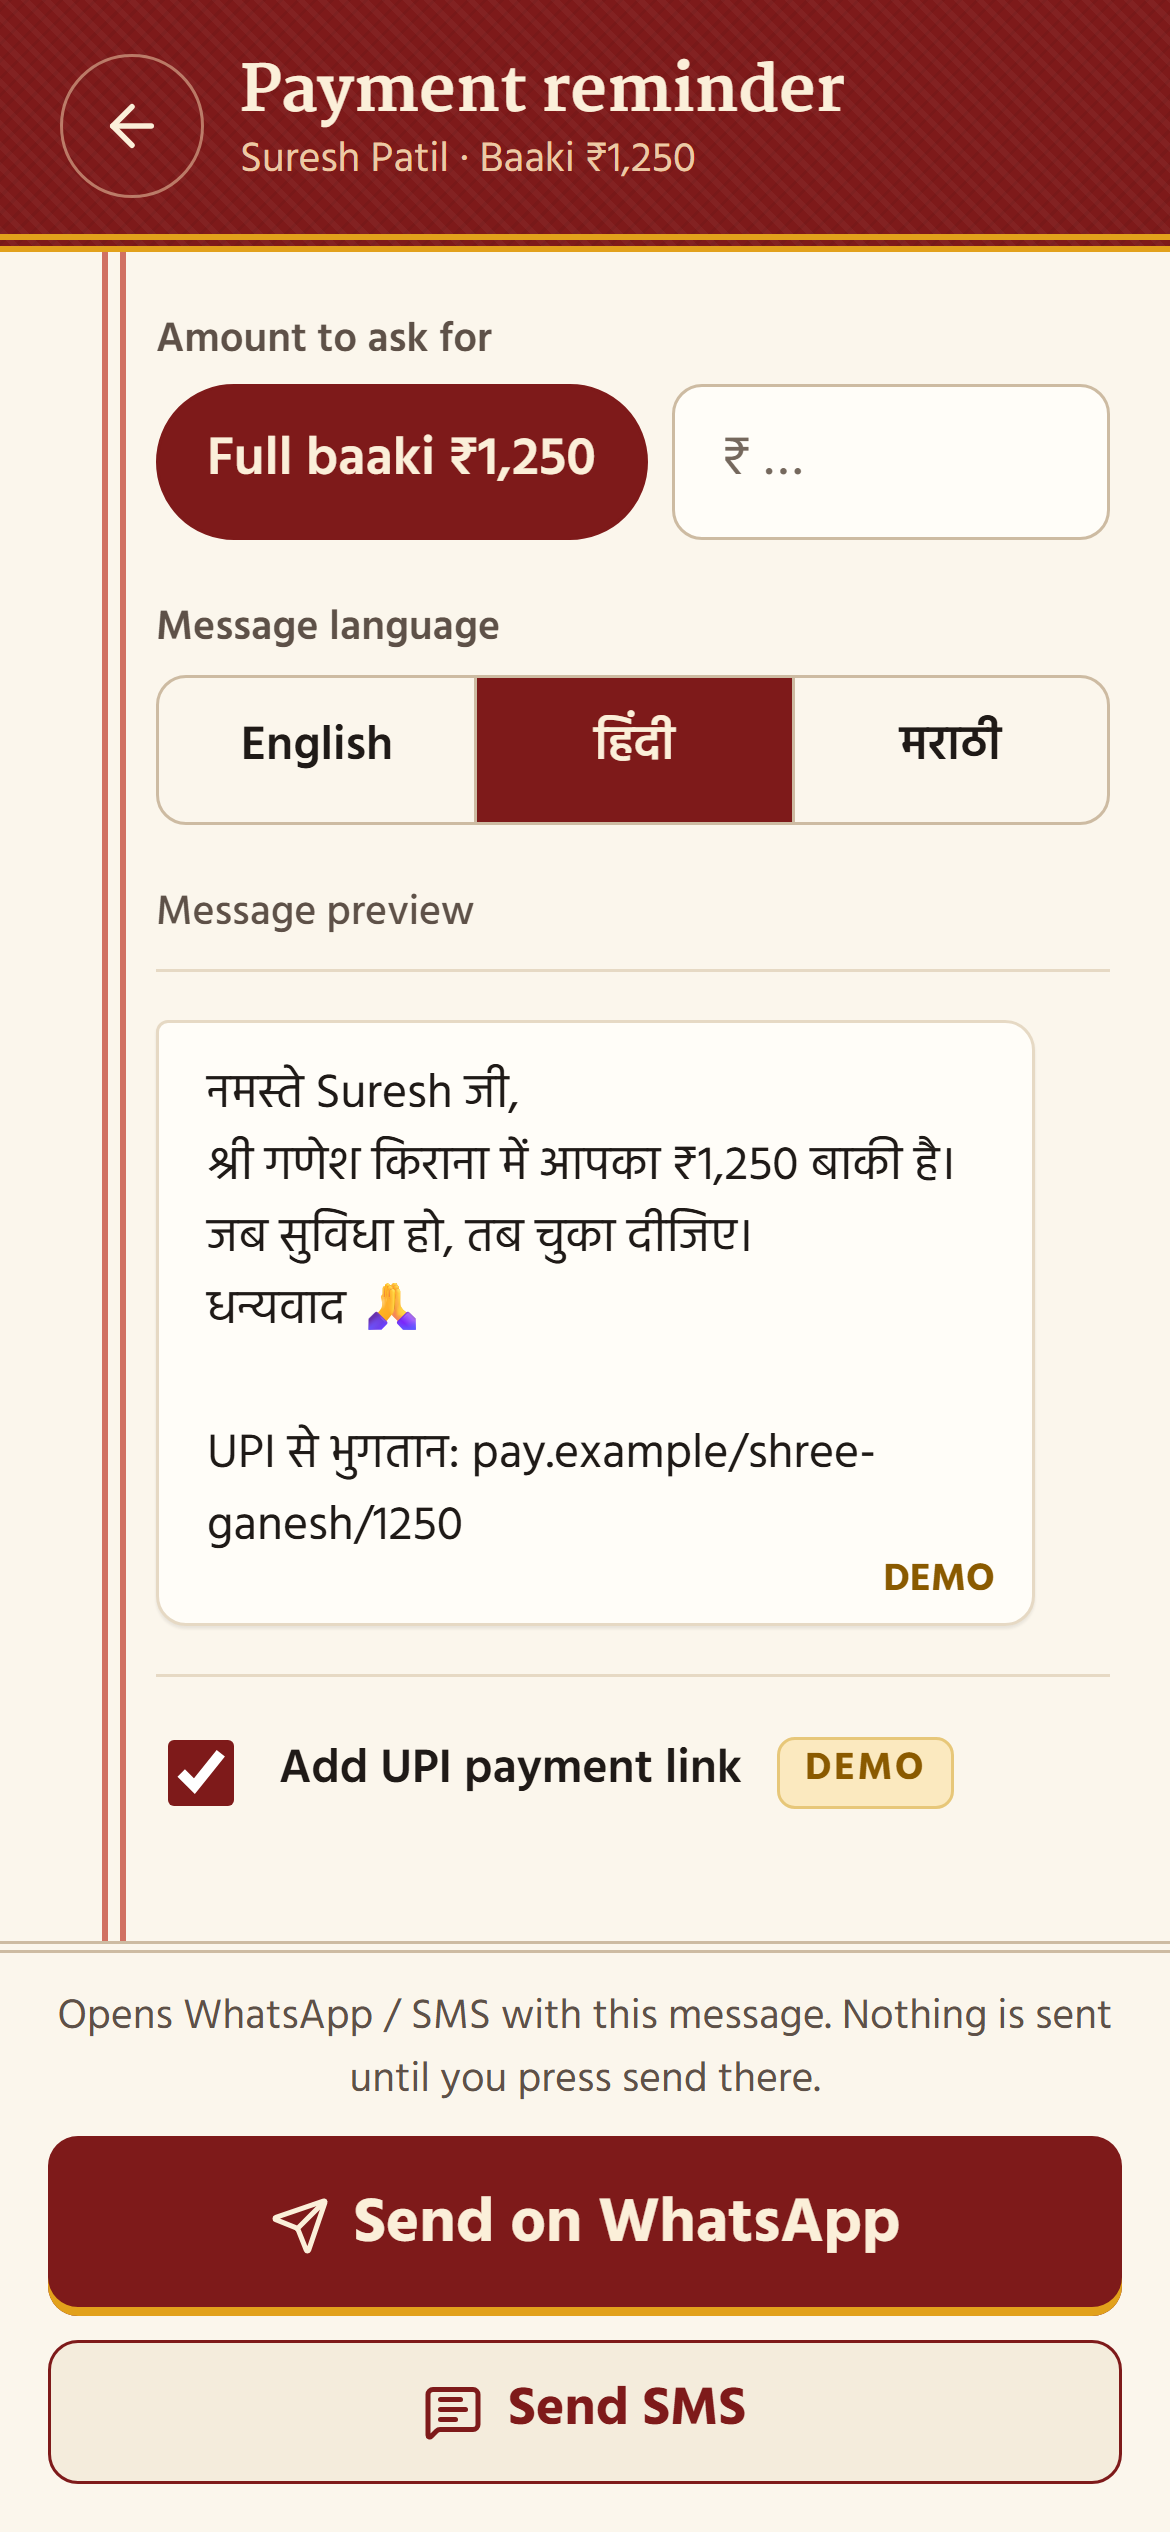 Payment reminder
Suresh Patil · Baaki ₹1,250
Amount to ask for
Full baaki ₹1,250
₹ ...
Message language
English
हिंदी
मराठी
Message preview
नमस्ते Suresh जी,
श्री गणेश किराना में आपका ₹1,250 बाकी है।
जब सुविधा हो, तब चुका दीजिए।
धन्यवाद 🙏
UPI से भुगतान: pay.example/shree-
ganesh/1250
DEMO
Add UPI payment link
DEMO
Opens WhatsApp / SMS with this message. Nothing is sent
until you press send there.
Send on WhatsApp
Send SMS